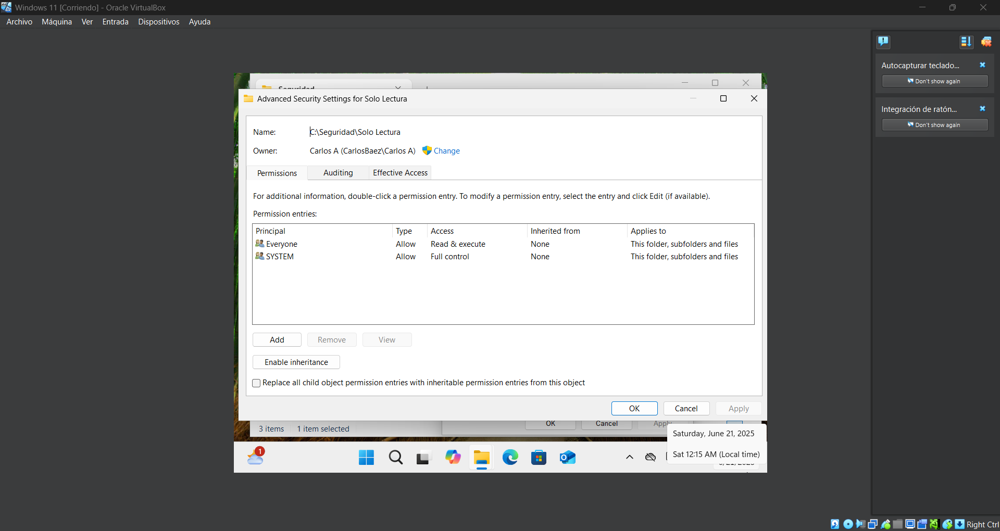 Windows 11 [Corriendo] - Oracle VirtualBox
Archivo Máquina Ver Entrada Dispositivos Ayuda
Autocapturar teclado...
Don't show again
Integración de ratón...
Don't show again
Seguridad
Advanced Security Settings for Solo Lectura
Name: C:\Seguridad\Solo Lectura
Owner: Carlos A (CarlosBaez\Carlos A) Change
Permissions Auditing Effective Access
For additional information, double-click a permission entry. To modify a permission entry, select the entry and click Edit (if available).
Permission entries:
Principal Type Access Inherited from Applies to
Everyone Allow Read & execute None This folder, subfolders and files
SYSTEM Allow Full control None This folder, subfolders and files
Add Remove View
Enable inheritance
Replace all child object permission entries with inheritable permission entries from this object
OK Cancel Apply
OK Cancel Apply
3 items 1 item selected
Saturday, June 21, 2025
Sat 12:15 AM (Local time)
1
Right Ctrl